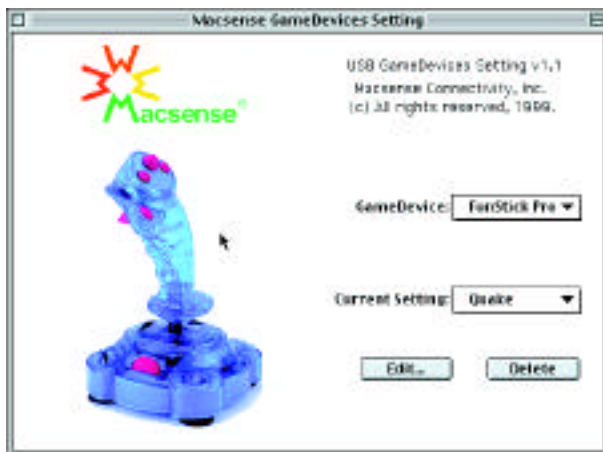 Macsense GameDevices Setting
Macsense®
USB GameDevices Setting v1.1
Macsense Connectivity, Inc.
(c) All rights reserved, 1999.
GameDevice: FunStick Pro
Current Setting: Quake
Edit... Delete